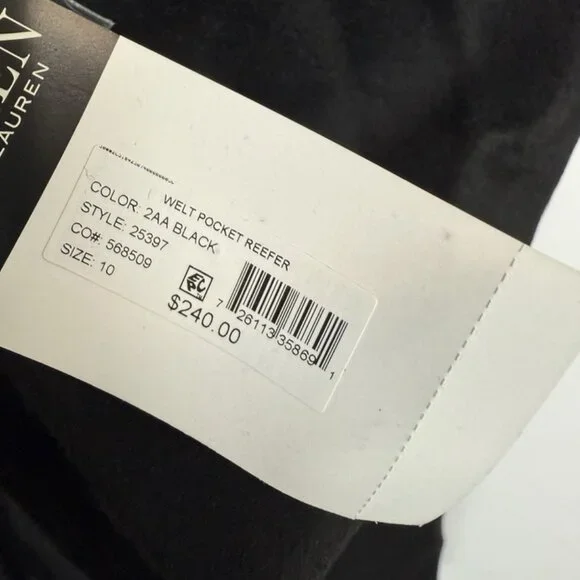 EN
LAUREN
WELT POCKET REEFER
COLOR: 2AA BLACK
STYLE: 25397
CO#: 568509
SIZE: 10
$240.00
7 26113 35869 1